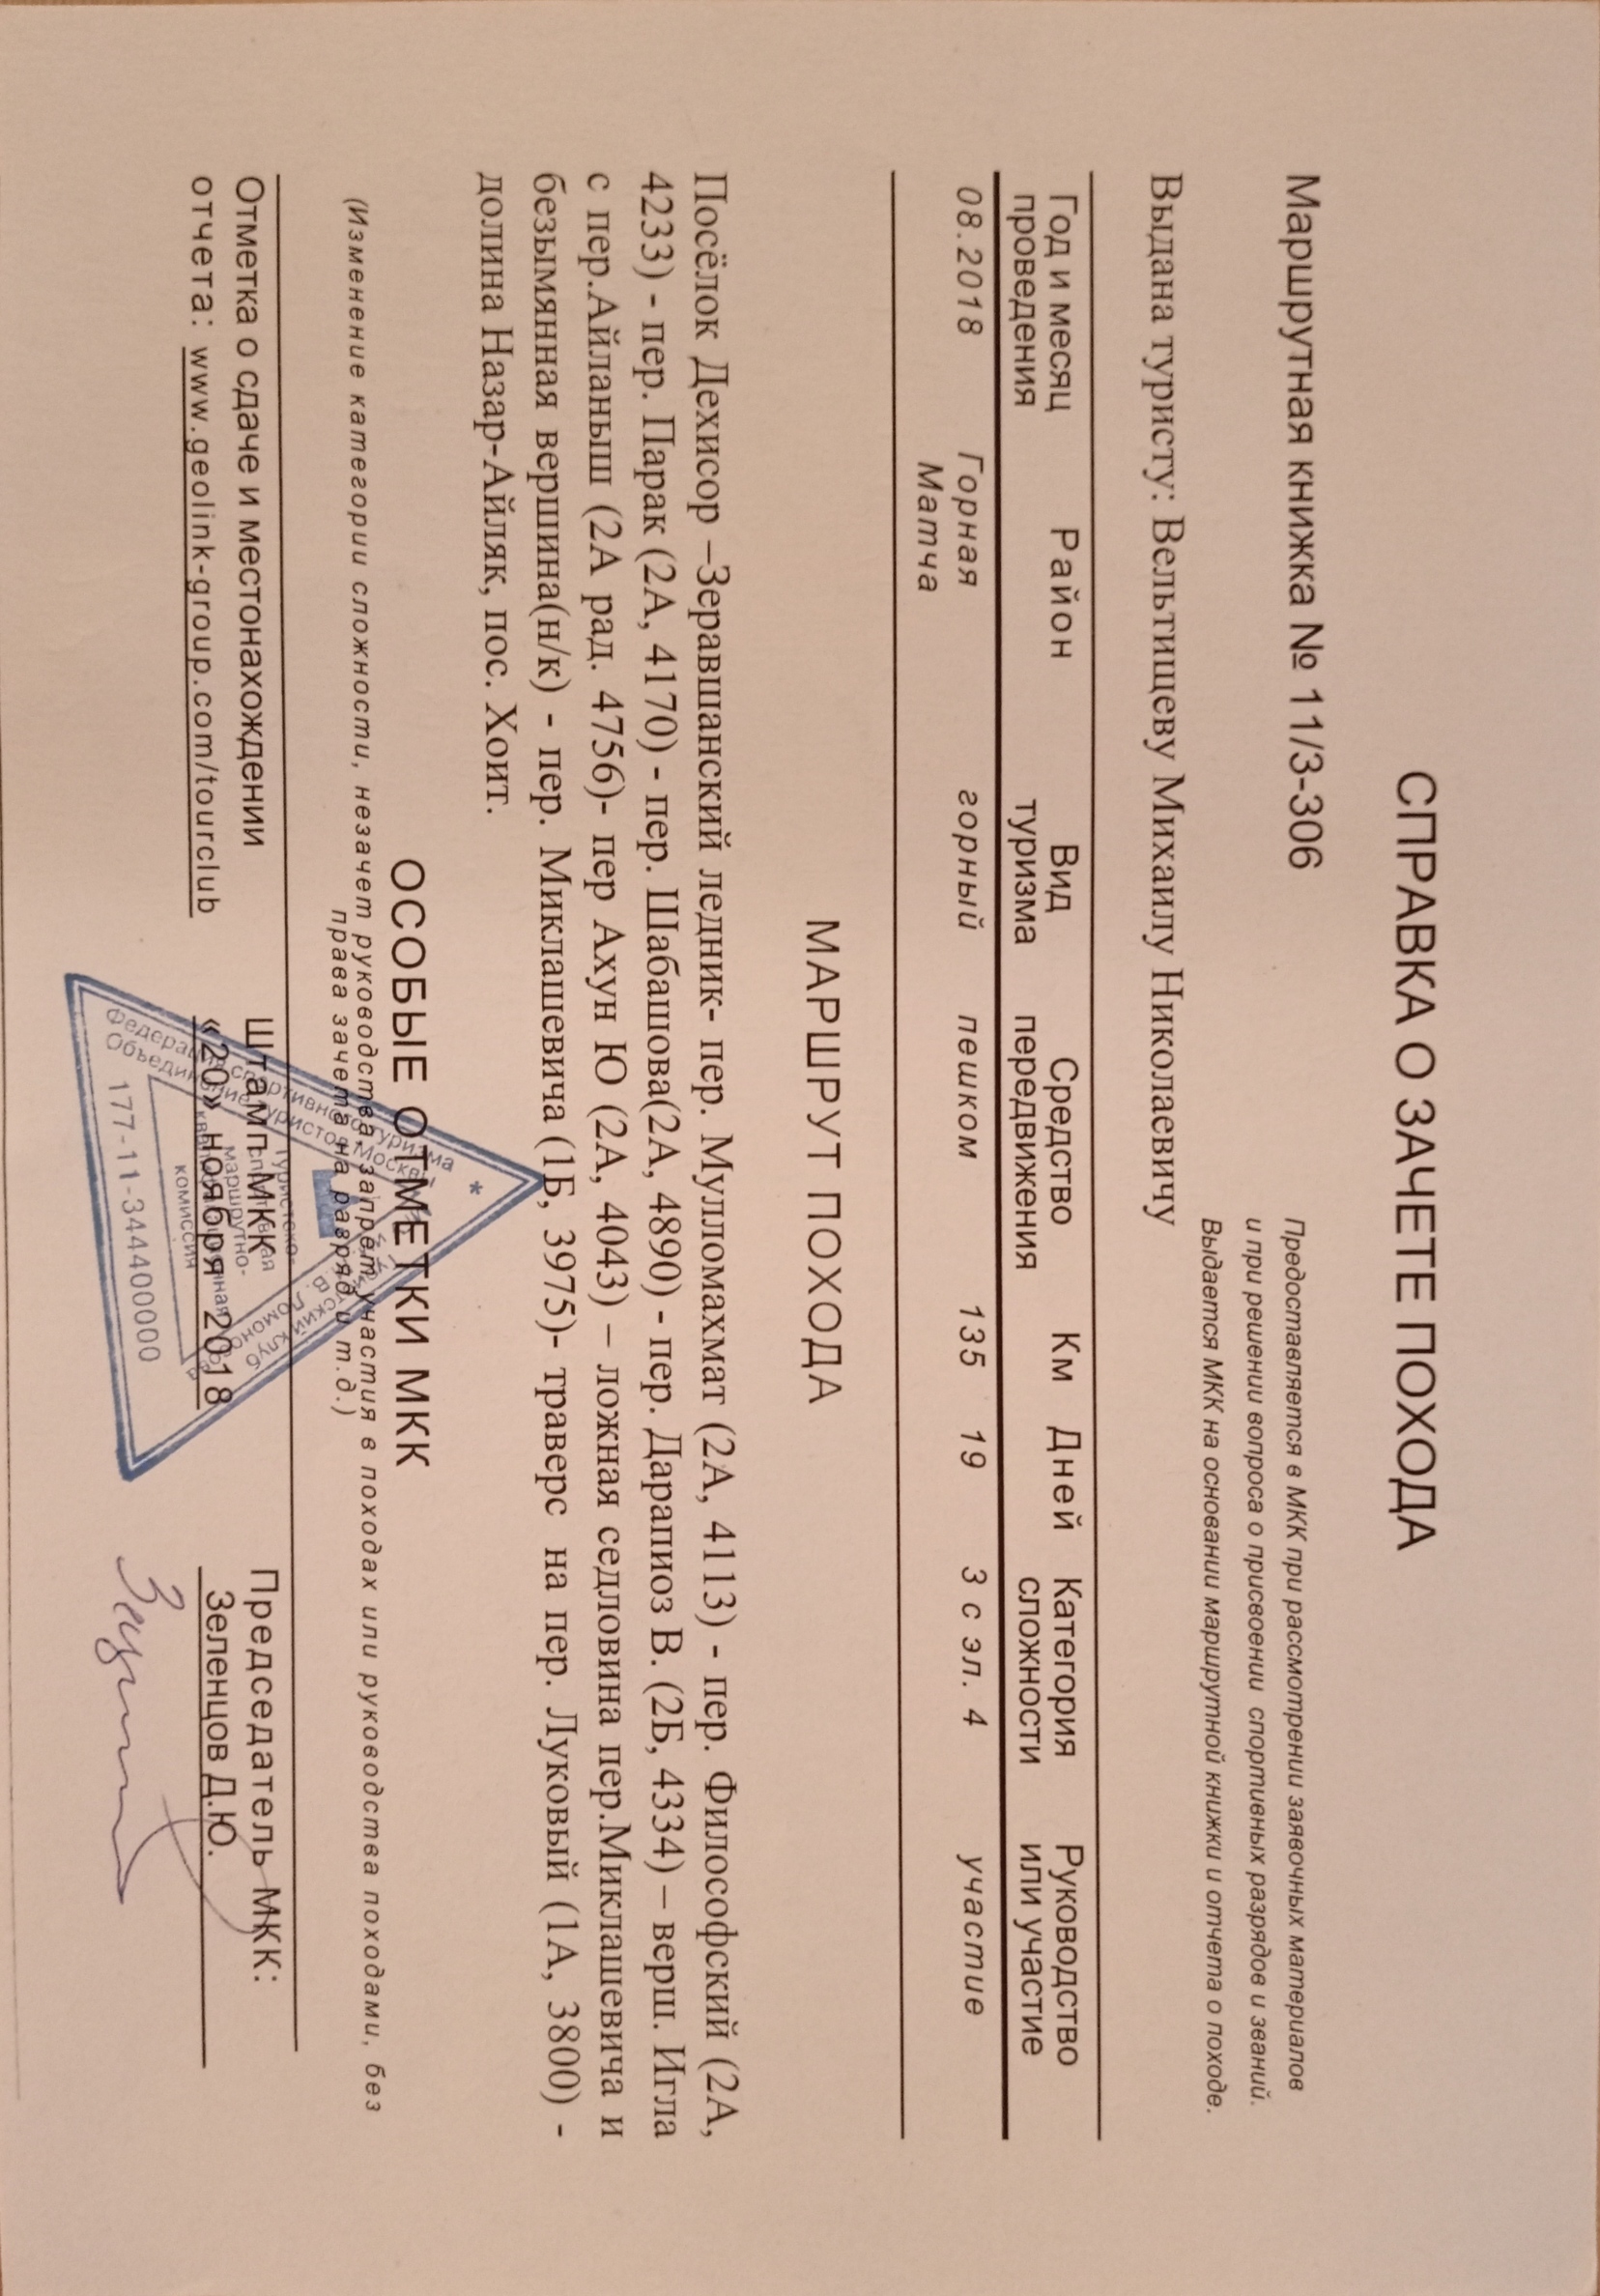 СПРАВКА О ЗАЧЕТЕ ПОХОДА
Маршрутная книжка № 11/3-306
Предоставляется в МКК при рассмотрении заявочных материалов
и при решении вопроса о присвоении спортивных разрядов и званий.
Выдается МКК на основании маршрутной книжки и отчета о походе.
Выдана туристу: Вельтищеву Михаилу Николаевичу
Год и месяц Район Вид Средство Км Дней Категория Руководство
проведения туризма передвижения сложности или участие
08.2018 Горная горный пешком 135 19 3 с эл. 4 участие
Матча
МАРШРУТ ПОХОДА
Посёлок Дехисор –Зеравшанский ледник- пер. Мулломахмат (2А, 4113) - пер. Философский (2А,
4233) - пер. Парак (2А, 4170) - пер. Шабашова(2А, 4890) - пер. Дарапиоз В. (2Б, 4334) – верш. Игла
с пер.Айланыш (2А рад. 4756)- пер Ахун Ю (2А, 4043) – ложная седловина пер.Миклашевича и
безымянная вершина(н/к) - пер. Миклашевича (1Б, 3975)- траверс на пер. Луковый (1А, 3800) -
долина Назар-Айляк, пос. Хоит.
ОСОБЫЕ ОТМЕТКИ МКК
(Изменение категории сложности, незачет руководства, запрет участия в походах или руководства походами, без
права зачета на разряд и т.д.)
Отметка о сдаче и местонахождении
отчета: www.geolink-group.com/tourclub
Штамп МКК
«20» ноября 2018
Председатель МКК:
Зеленцов Д.Ю.
Федерация спортивного туризма
Объединение туристов Москвы
Туристский клуб
МГУ им. М.В. Ломоносова
Туристско-
спортивная
маршрутно-
квалификационная
комиссия
177-11-344400000